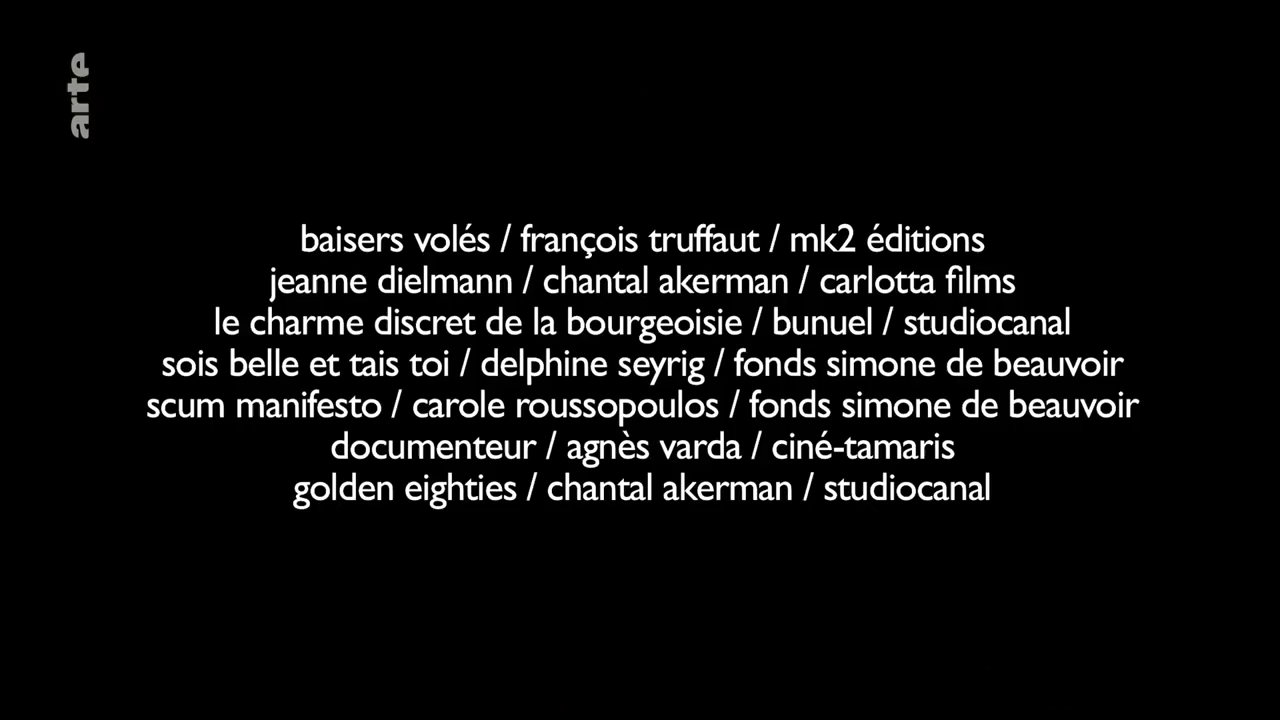 arte
baisers volés / françois truffaut / mk2 éditions
jeanne dielmann / chantal akerman / carlotta films
le charme discret de la bourgeoisie / bunuel / studiocanal
sois belle et tais toi / delphine seyrig / fonds simone de beauvoir
scum manifesto / carole roussopoulos / fonds simone de beauvoir
documenteur / agnès varda / ciné-tamaris
golden eighties / chantal akerman / studiocanal